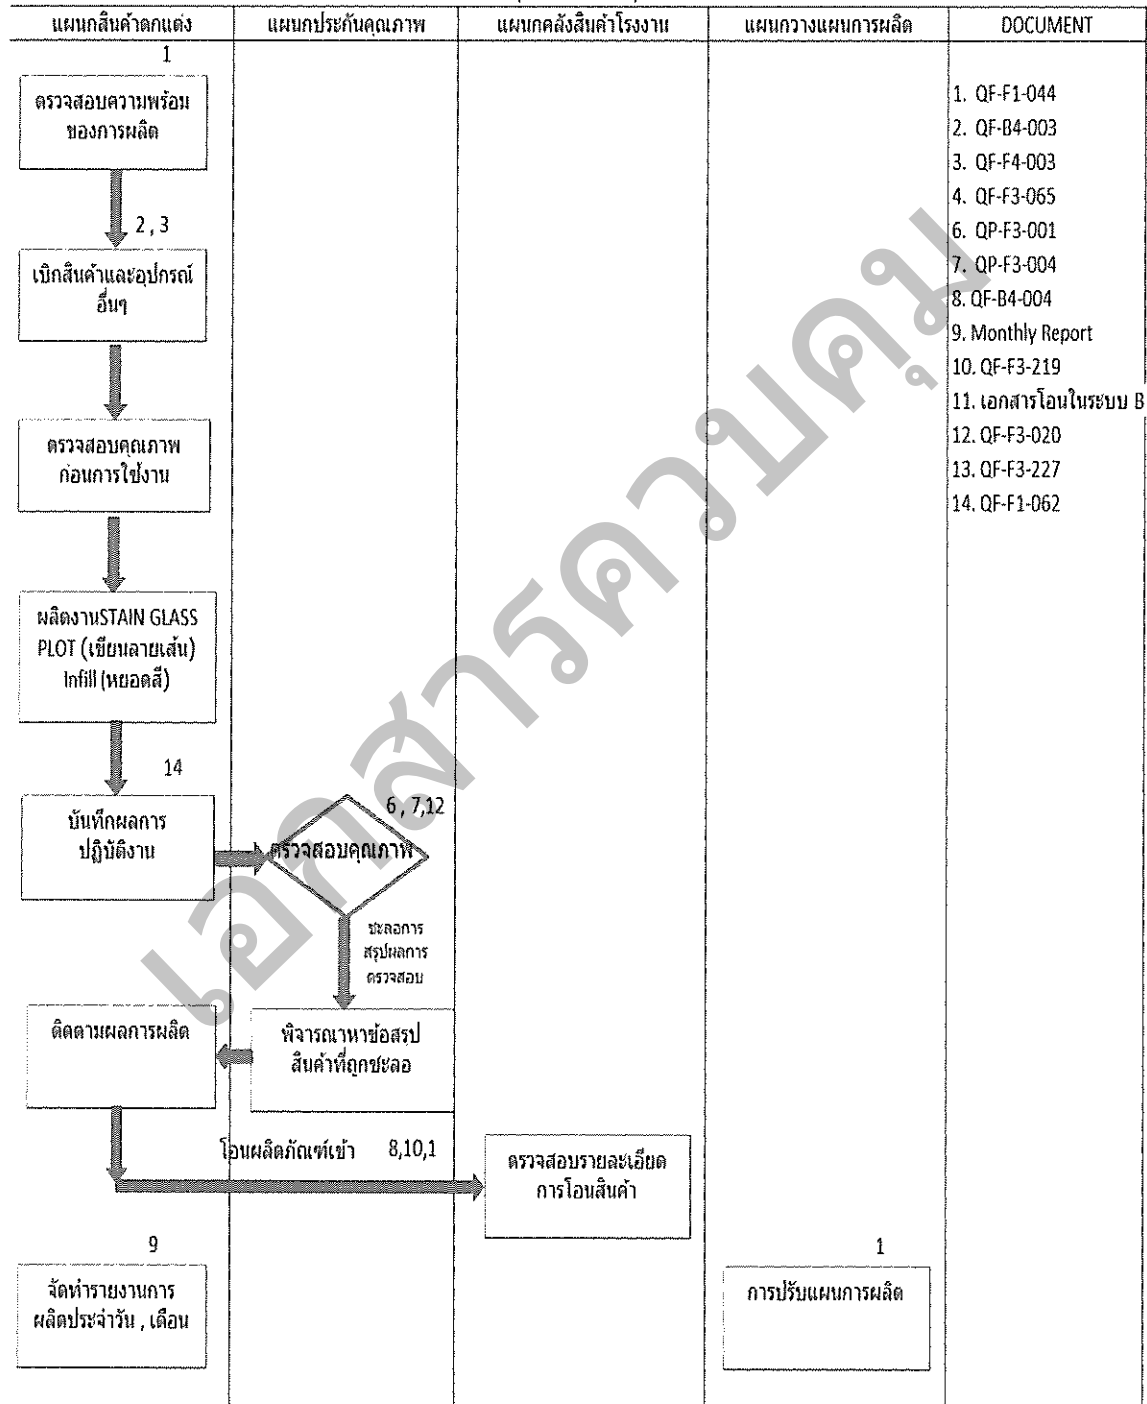 แผนกสินค้าตกแต่ง
แผนกประกันคุณภาพ
แผนกคลังสินค้าโรงงาน
แผนกวางแผนการผลิต
DOCUMENT
1
ตรวจสอบความพร้อม
ของการผลิต
2 , 3
เบิกสินค้าและอุปกรณ์
อื่นๆ
ตรวจสอบคุณภาพ
ก่อนการใช้งาน
ผลิตงานSTAIN GLASS
PLOT (เขียนลายเส้น)
Infill (หยอดสี)
14
บันทึกผลการ
ปฏิบัติงาน
6 , 7,12
ตรวจสอบคุณภาพ
ชะลอการ
สรุปผลการ
ตรวจสอบ
ติดตามผลการผลิต
พิจารณาหาข้อสรุป
สินค้าที่ถูกชะลอ
โอนผลิตภัณฑ์เข้า 8,10,1
ตรวจสอบรายละเอียด
การโอนสินค้า
9
จัดทำรายงานการ
ผลิตประจำวัน , เดือน
1
การปรับแผนการผลิต
1. QF-F1-044
2. QF-B4-003
3. QF-F4-003
4. QF-F3-065
6. QP-F3-001
7. QP-F3-004
8. QF-B4-004
9. Monthly Report
10. QF-F3-219
11. เอกสารโอนในระบบ B
12. QF-F3-020
13. QF-F3-227
14. QF-F1-062
เอกสารควบคุม